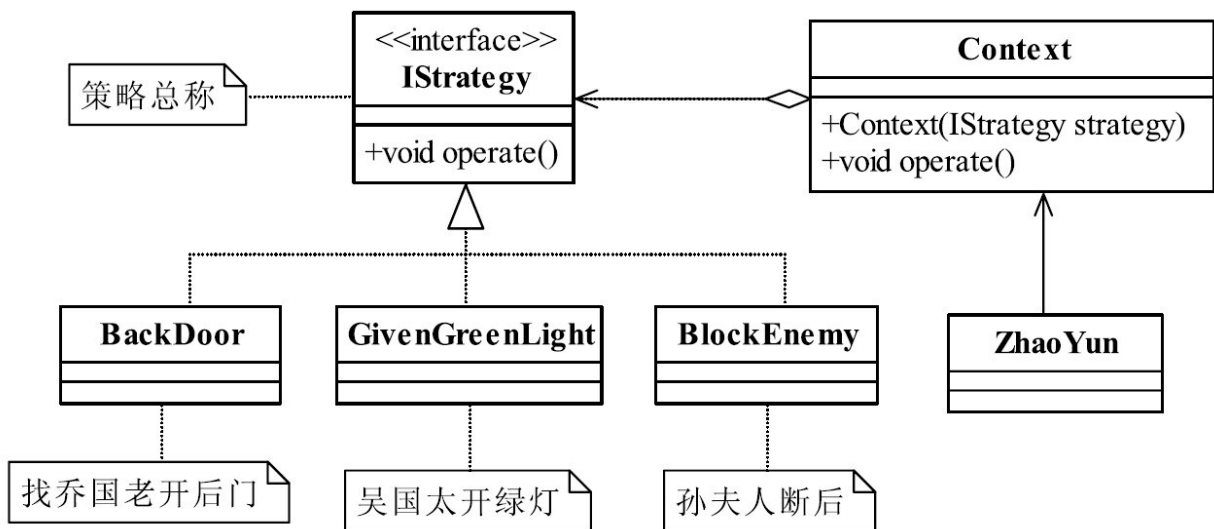 <<interface>>
IStrategy
+void operate()
策略总称
Context
+Context(IStrategy strategy)
+void operate()
BackDoor
GivenGreenLight
BlockEnemy
ZhaoYun
找乔国老开后门
吴国太开绿灯
孙夫人断后